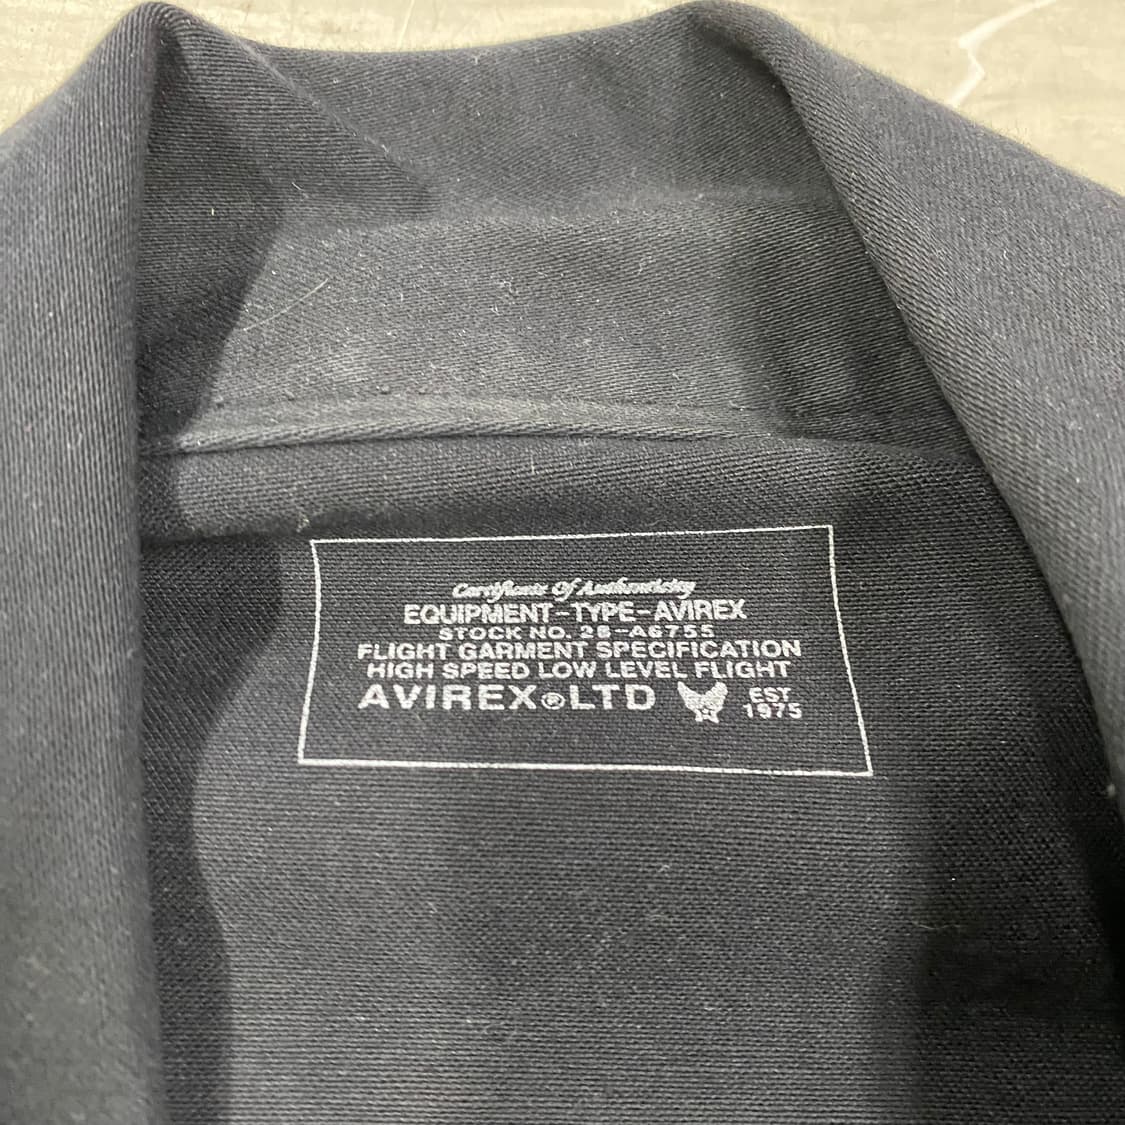 Certificate Of Authenticity
EQUIPMENT-TYPE-AVIREX
STOCK NO. 28-A6755
FLIGHT GARMENT SPECIFICATION
HIGH SPEED LOW LEVEL FLIGHT
AVIREX®LTD EST 1975